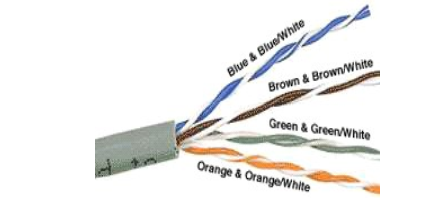 Blue & Blue/White
Brown & Brown/White
Green & Green/White
Orange & Orange/White